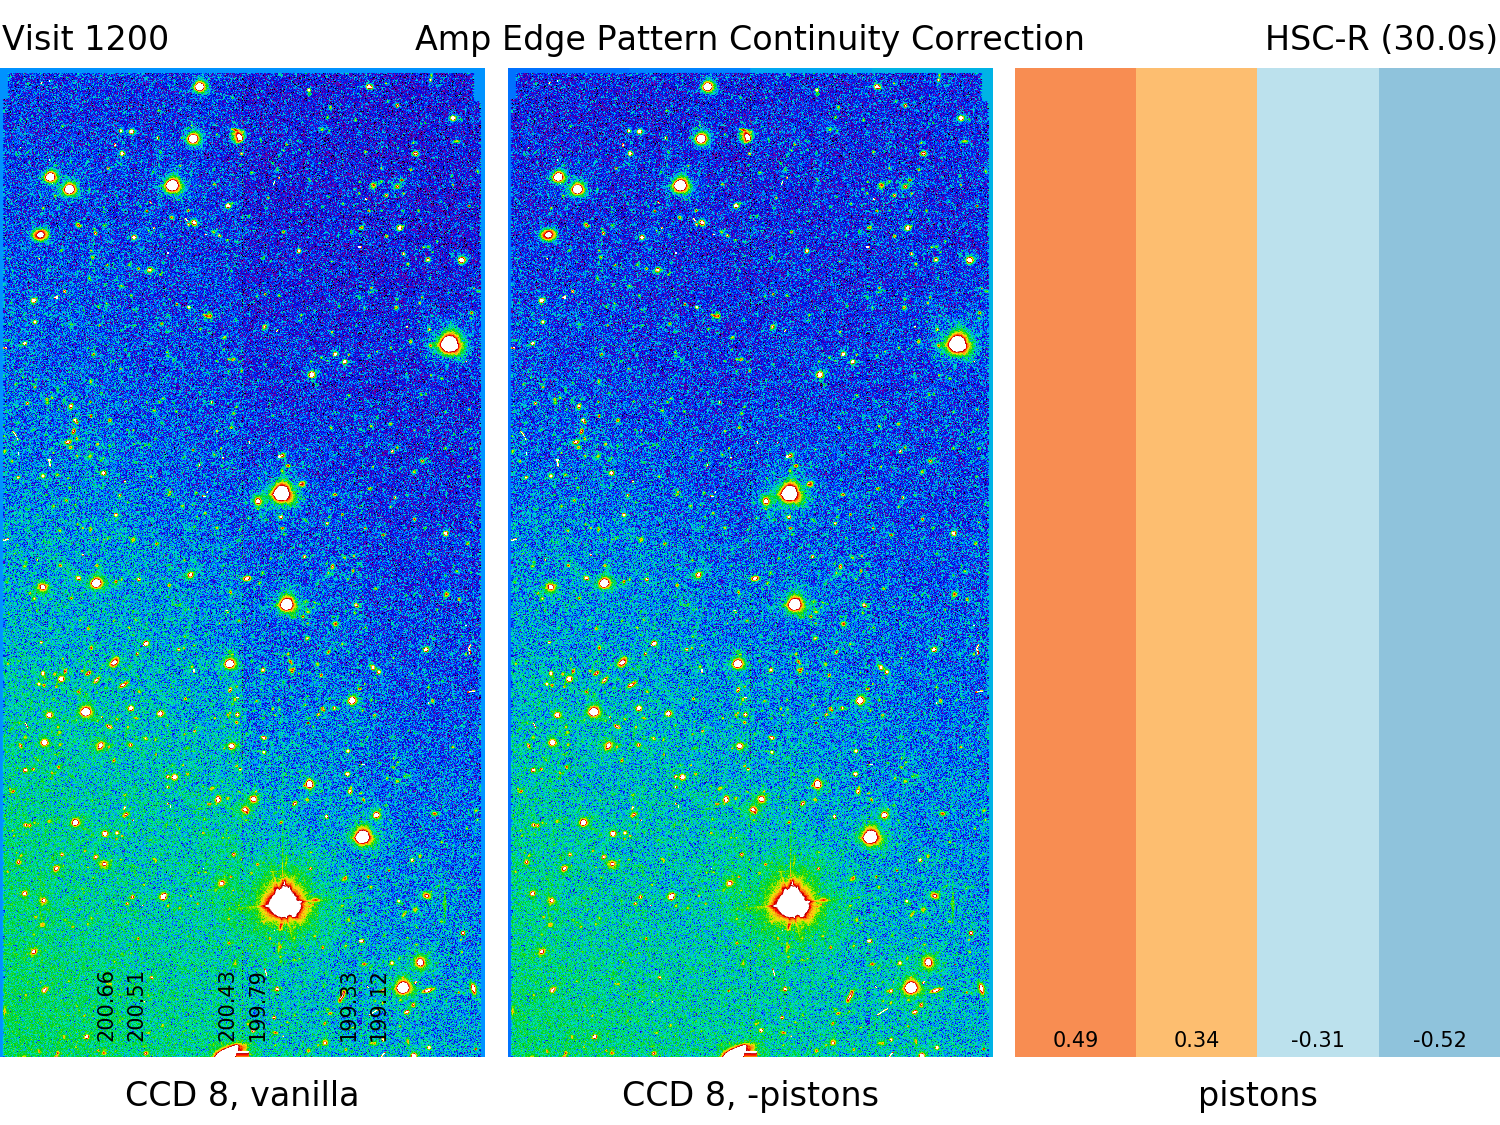 Visit 1200
Amp Edge Pattern Continuity Correction
HSC-R (30.0s)
200.66
200.51
200.43
199.79
199.33
199.12
0.49
0.34
-0.31
-0.52
CCD 8, vanilla
CCD 8, -pistons
pistons